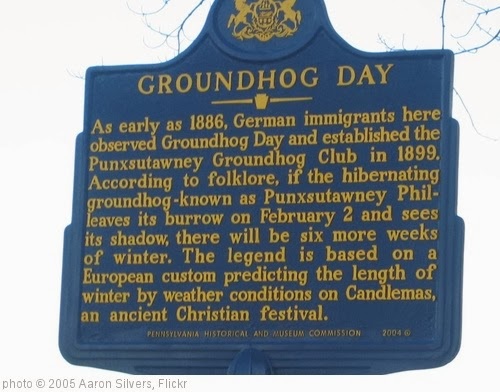 GROUNDHOG DAY
As early as 1886, German immigrants here
observed Groundhog Day and established the
Punxsutawney Groundhog Club in 1899.
According to folklore, if the hibernating
groundhog-known as Punxsutawney Phil-
leaves its burrow on February 2 and sees
its shadow, there will be six more weeks
of winter. The legend is based on a
European custom predicting the length of
winter by weather conditions on Candlemas,
an ancient Christian festival.
PENNSYLVANIA HISTORICAL AND MUSEUM COMMISSION 2004 ©
photo © 2005 Aaron Silvers, Flickr